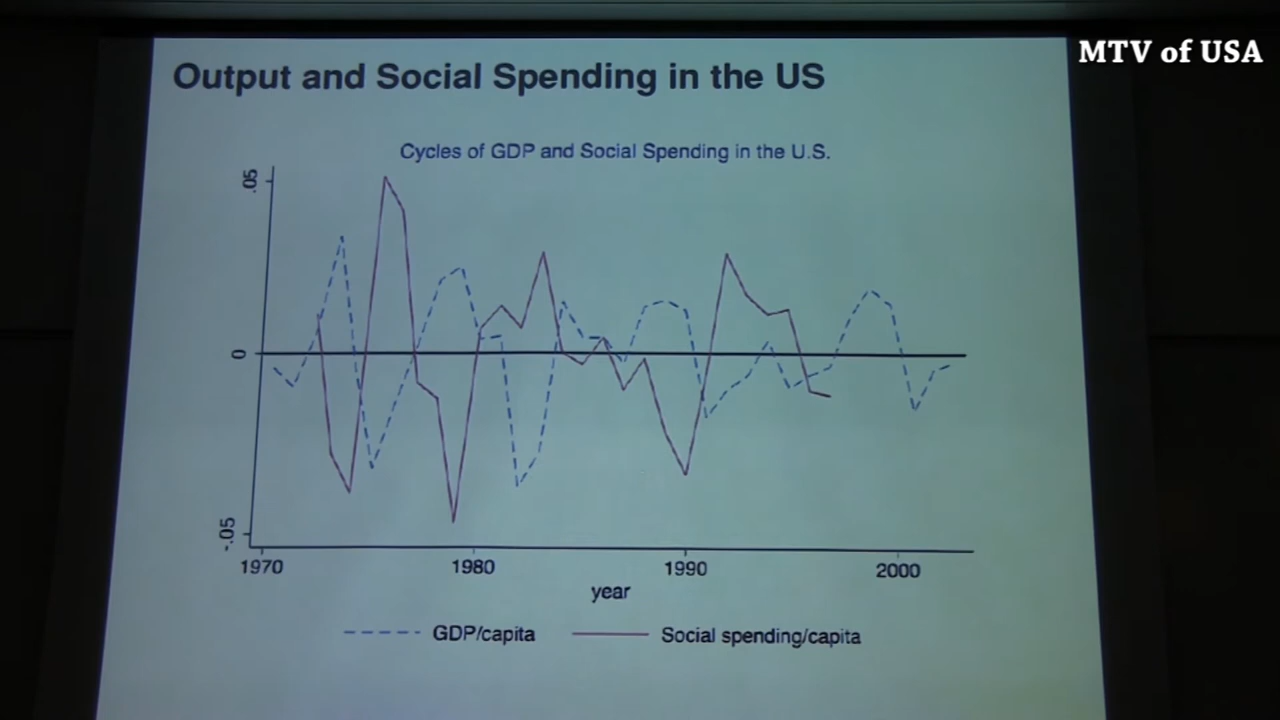 MTV of USA
Output and Social Spending in the US
Cycles of GDP and Social Spending in the U.S.
.05
0
-.05
1970 1980 1990 2000
year
GDP/capita Social spending/capita